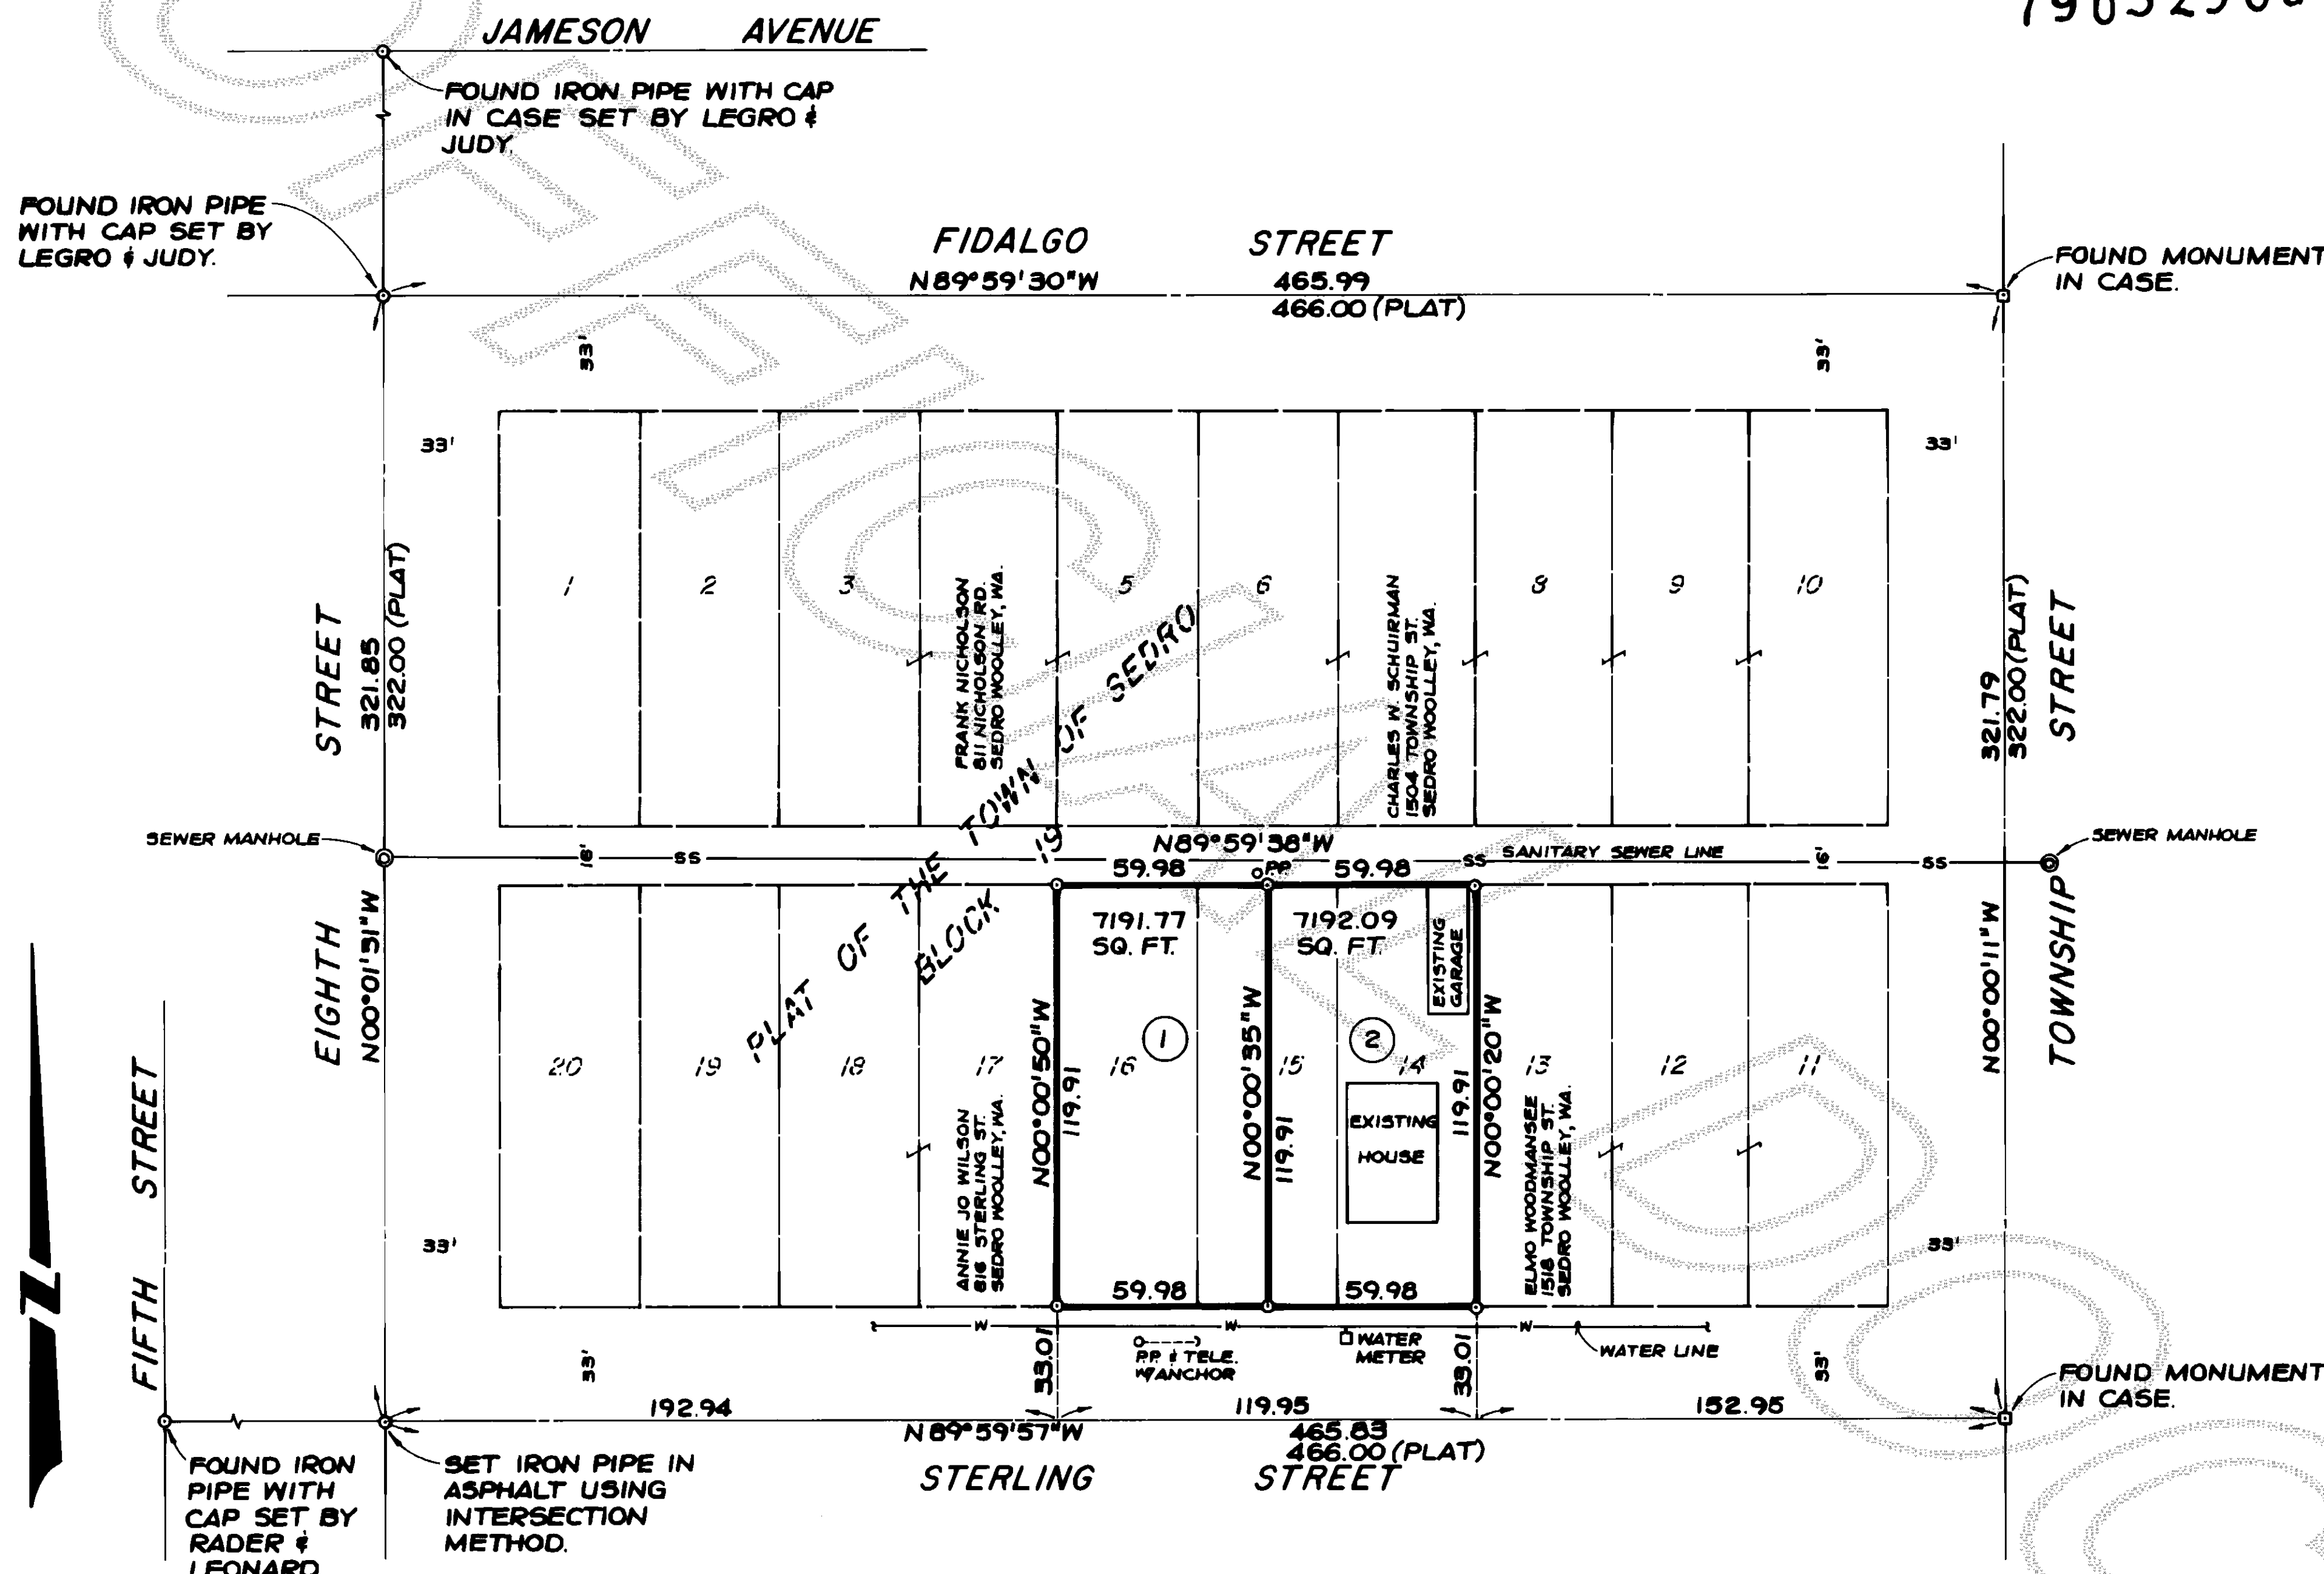 JAMESON AVENUE
FOUND IRON PIPE WITH CAP
IN CASE SET BY LEGRO &
JUDY.
FOUND IRON PIPE
WITH CAP SET BY
LEGRO & JUDY.
FIDALGO STREET
N89°59'30"W 465.99
466.00 (PLAT)
FOUND MONUMENT
IN CASE.
33'
33'
33'
33'
1 2 3 5 6 8 9 10
FRANK NICHOLSON
811 NICHOLSON RD.
SEDRO WOOLLEY, WA.
CHARLES W. SCHUIRMAN
1504 TOWNSHIP ST.
SEDRO WOOLLEY, WA.
EIGHTH STREET
N00°01'31"W 321.85
322.00 (PLAT)
TOWNSHIP STREET
N00°00'11"W 321.79
322.00 (PLAT)
PLAT OF THE TOWN OF SEDRO
BLOCK 19
SEWER MANHOLE
SEWER MANHOLE
16' SS
N89°59'38"W
SS SANITARY SEWER LINE 16' SS
59.98 PP 59.98
7191.77
SQ. FT.
7192.09
SQ. FT.
EXISTING
GARAGE
1
2
20 19 18 17 16 15 14 13 12 11
N00°00'50"W
119.91
N00°00'35"W
119.91
119.91
N00°00'20"W
EXISTING
HOUSE
ANNIE JO WILSON
816 STERLING ST.
SEDRO WOOLLEY, WA.
ELMO WOODMANSEE
1518 TOWNSHIP ST.
SEDRO WOOLLEY, WA.
FIFTH STREET
N
33'
33'
59.98 59.98
W W W
WATER LINE
P.P. & TELE.
W/ANCHOR
WATER
METER
33'
33.01
33.01
33'
192.94 119.95 152.95
N89°59'57"W 465.83
466.00 (PLAT)
STERLING STREET
FOUND MONUMENT
IN CASE.
FOUND IRON
PIPE WITH
CAP SET BY
RADER &
LEONARD
SET IRON PIPE IN
ASPHALT USING
INTERSECTION
METHOD.